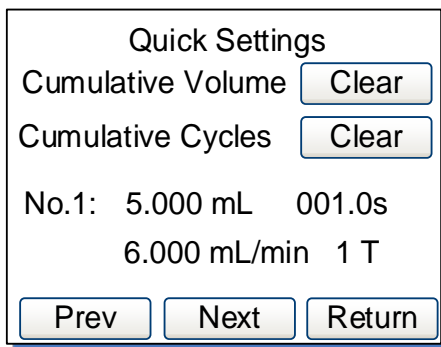 Quick Settings
Cumulative Volume Clear
Cumulative Cycles Clear
No.1: 5.000 mL 001.0s
6.000 mL/min 1 T
Prev Next Return